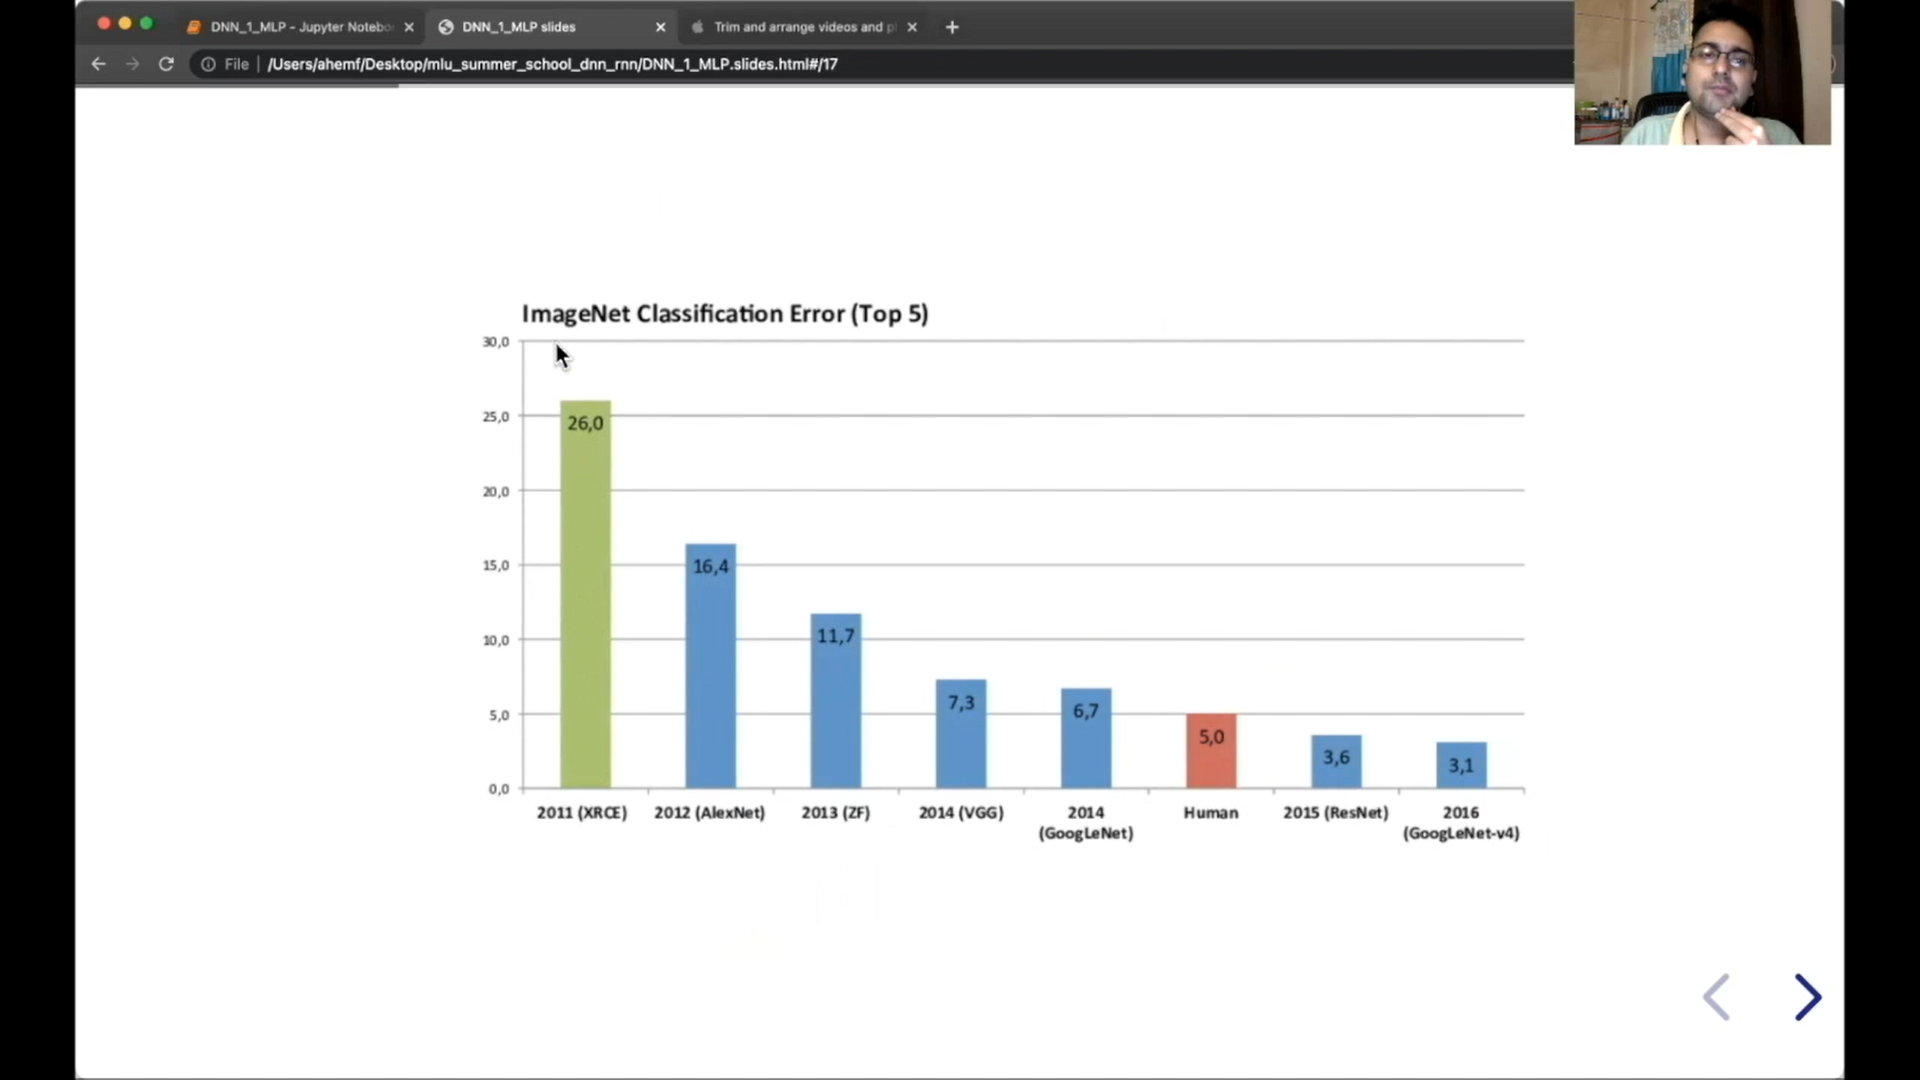 DNN_1_MLP - Jupyter Notebo
DNN_1_MLP slides
Trim and arrange videos and p
File
/Users/ahemf/Desktop/mlu_summer_school_dnn_rnn/DNN_1_MLP.slides.html#/17
ImageNet Classification Error (Top 5)
30,0
25,0
20,0
15,0
10,0
5,0
0,0
26,0
16,4
11,7
7,3
6,7
5,0
3,6
3,1
2011 (XRCE)
2012 (AlexNet)
2013 (ZF)
2014 (VGG)
2014
(GoogLeNet)
Human
2015 (ResNet)
2016
(GoogLeNet-v4)